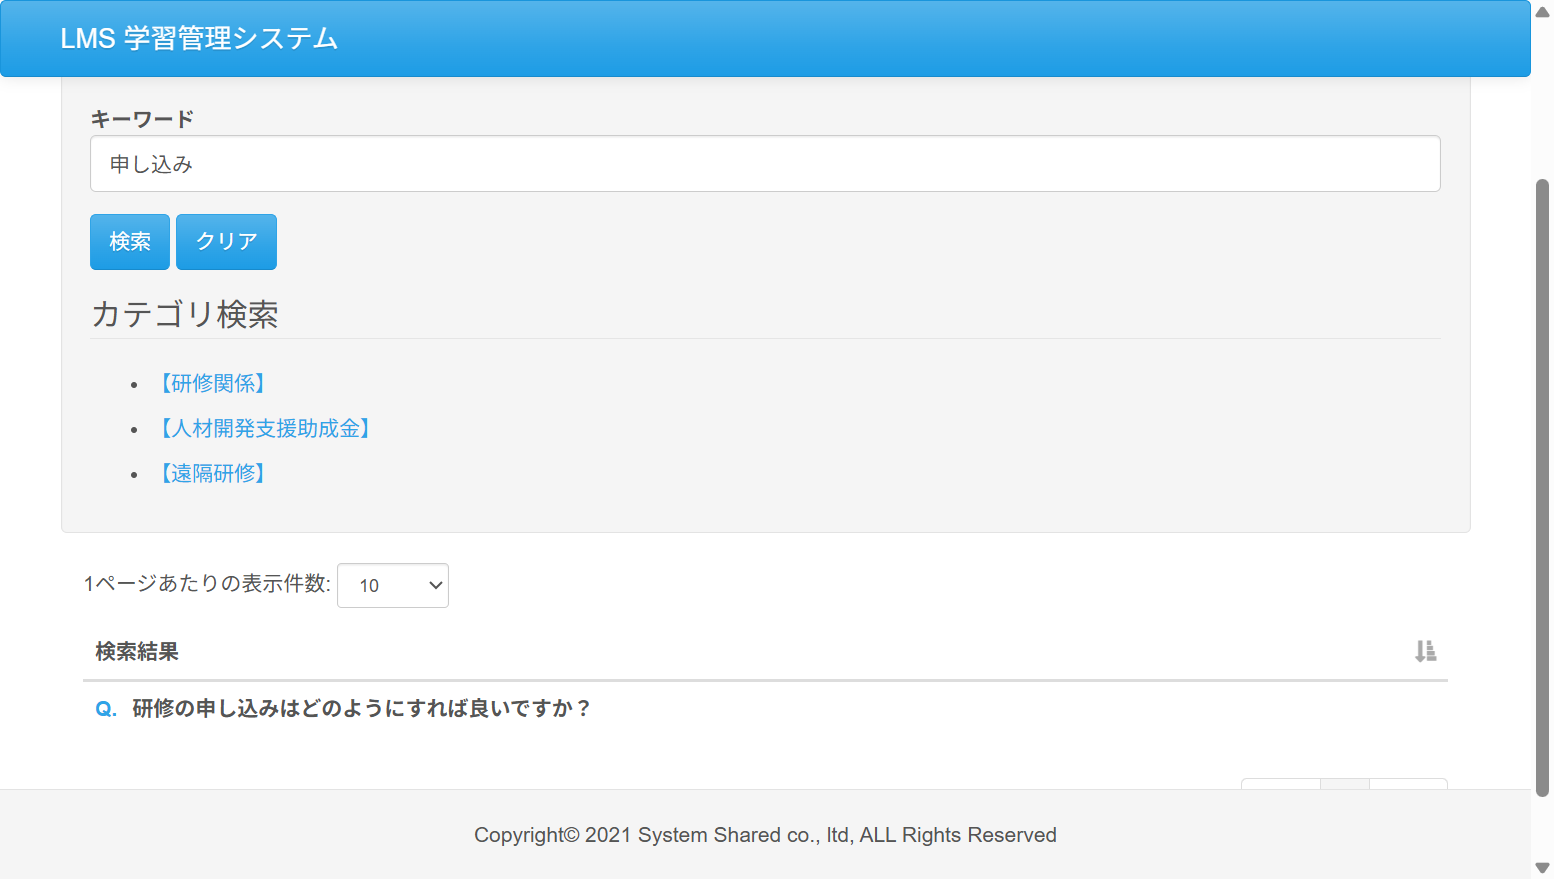 LMS 学習管理システム
キーワード
申し込み
検索 クリア
カテゴリ検索
【研修関係】
【人材開発支援助成金】
【遠隔研修】
1ページあたりの表示件数: 10
検索結果
Q. 研修の申し込みはどのようにすれば良いですか？
Copyright© 2021 System Shared co., ltd, ALL Rights Reserved